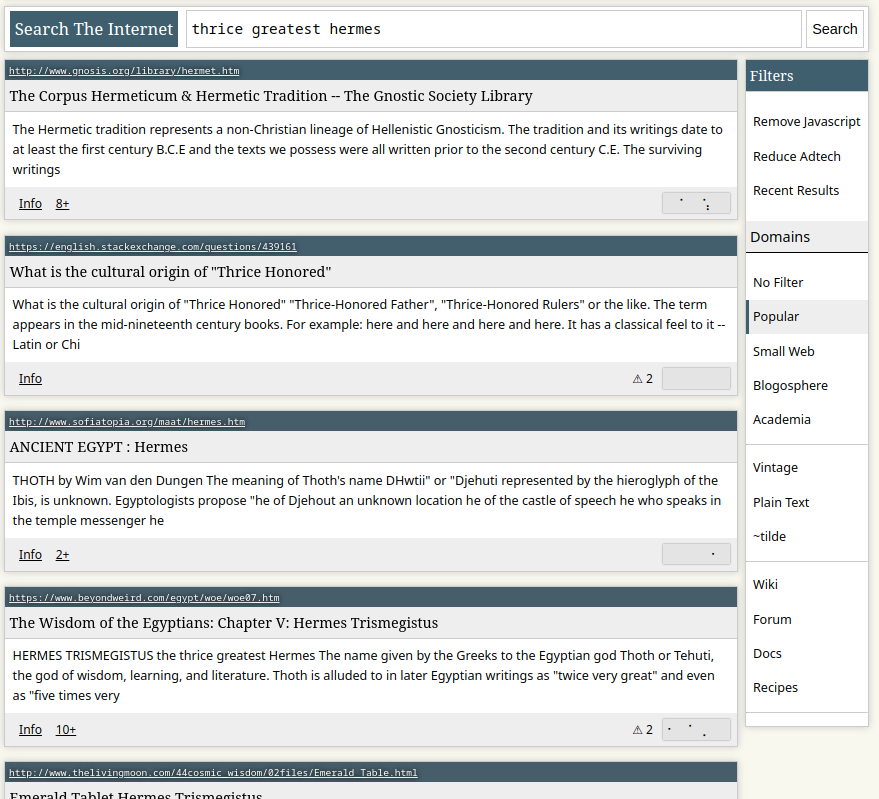 Search The Internet
thrice greatest hermes
Search
http://www.gnosis.org/library/hermet.htm
The Corpus Hermeticum & Hermetic Tradition -- The Gnostic Society Library
The Hermetic tradition represents a non-Christian lineage of Hellenistic Gnosticism. The tradition and its writings date to
at least the first century B.C.E and the texts we possess were all written prior to the second century C.E. The surviving
writings
Info 8+
https://english.stackexchange.com/questions/439161
What is the cultural origin of "Thrice Honored"
What is the cultural origin of "Thrice Honored" "Thrice-Honored Father", "Thrice-Honored Rulers" or the like. The term
appears in the mid-nineteenth century books. For example: here and here and here and here. It has a classical feel to it --
Latin or Chi
Info ⚠ 2
http://www.sofiatopia.org/maat/hermes.htm
ANCIENT EGYPT : Hermes
THOTH by Wim van den Dungen The meaning of Thoth's name DHwtii" or "Djehuti represented by the hieroglyph of the
Ibis, is unknown. Egyptologists propose "he of Djehout an unknown location he of the castle of speech he who speaks in
the temple messenger he
Info 2+
https://www.beyondweird.com/egypt/woe/woe07.htm
The Wisdom of the Egyptians: Chapter V: Hermes Trismegistus
HERMES TRISMEGISTUS the thrice greatest Hermes The name given by the Greeks to the Egyptian god Thoth or Tehuti,
the god of wisdom, learning, and literature. Thoth is alluded to in later Egyptian writings as "twice very great" and even
as "five times very
Info 10+ ⚠ 2
http://www.thelivingmoon.com/44cosmic_wisdom/02files/Emerald_Table.html
Emerald Tablet Hermes Trismegistus
Filters
Remove Javascript
Reduce Adtech
Recent Results
Domains
No Filter
Popular
Small Web
Blogosphere
Academia
Vintage
Plain Text
~tilde
Wiki
Forum
Docs
Recipes